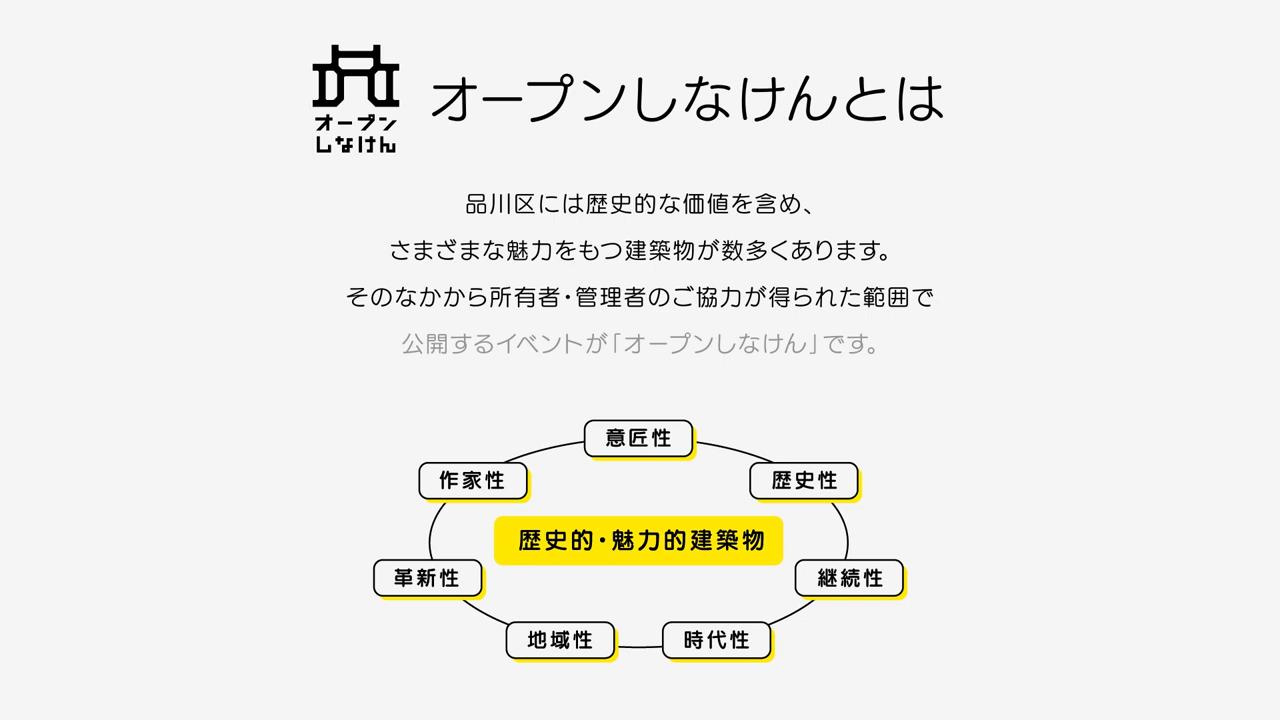 オープン
しなけん
オープンしなけんとは
品川区には歴史的な価値を含め、
さまざまな魅力をもつ建築物が数多くあります。
そのなかから所有者・管理者のご協力が得られた範囲で
公開するイベントが「オープンしなけん」です。
意匠性
作家性
歴史性
歴史的・魅力的建築物
革新性
継続性
地域性
時代性